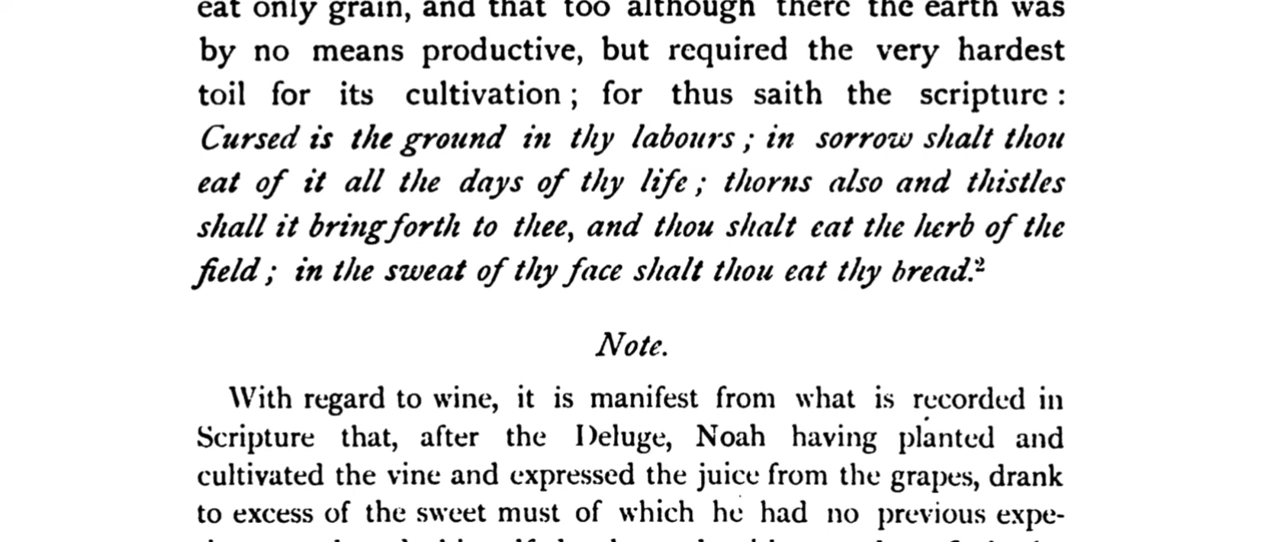 eat only grain, and that too although there the earth was
by no means productive, but required the very hardest
toil for its cultivation ; for thus saith the scripture :
Cursed is the ground in thy labours ; in sorrow shalt thou
eat of it all the days of thy life ; thorns also and thistles
shall it bring forth to thee, and thou shalt eat the herb of the
field ; in the sweat of thy face shalt thou eat thy bread.²
Note.
With regard to wine, it is manifest from what is recorded in
Scripture that, after the Deluge, Noah having planted and
cultivated the vine and expressed the juice from the grapes, drank
to excess of the sweet must of which he had no previous expe-